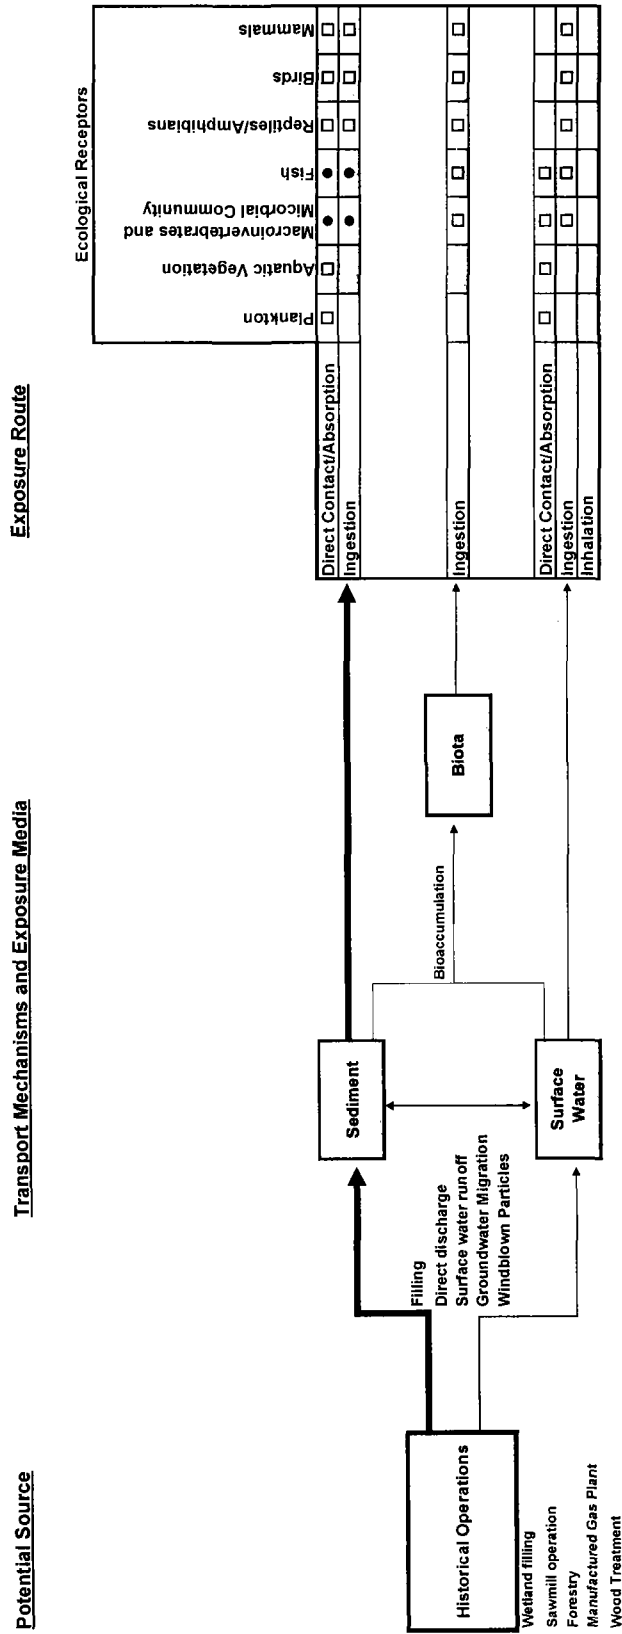 Potential Source
Transport Mechanisms and Exposure Media
Exposure Route
Ecological Receptors
Plankton
Aquatic Vegetation
Macroinvertebrates and
Micorbial Community
Fish
Reptiles/Amphibians
Birds
Mammals
Historical Operations
Wetland filling
Sawmill operation
Forestry
Manufactured Gas Plant
Wood Treatment
Filling
Direct discharge
Surface water runoff
Groundwater Migration
Windblown Particles
Sediment
Surface
Water
Bioaccumulation
Biota
Direct Contact/Absorption
Ingestion
Ingestion
Direct Contact/Absorption
Ingestion
Inhalation